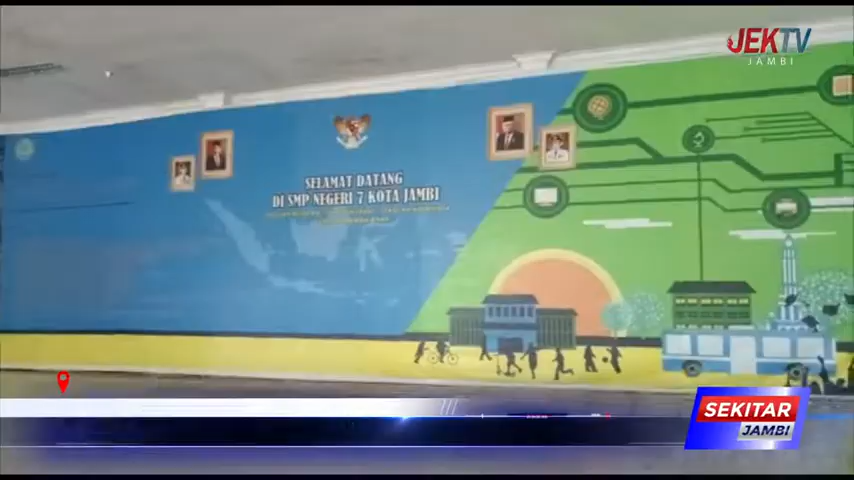 JEKTV
JAMBI
SELAMAT DATANG
DI SMP NEGERI 7 KOTA JAMBI
SEKITAR
JAMBI